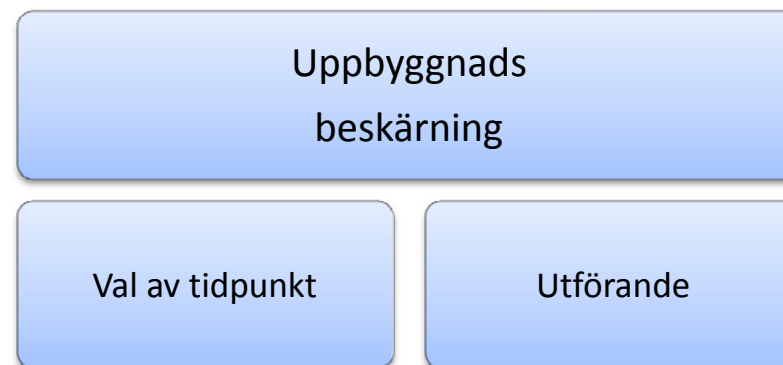 Uppbyggnads
beskärning
Val av tidpunkt
Utförande